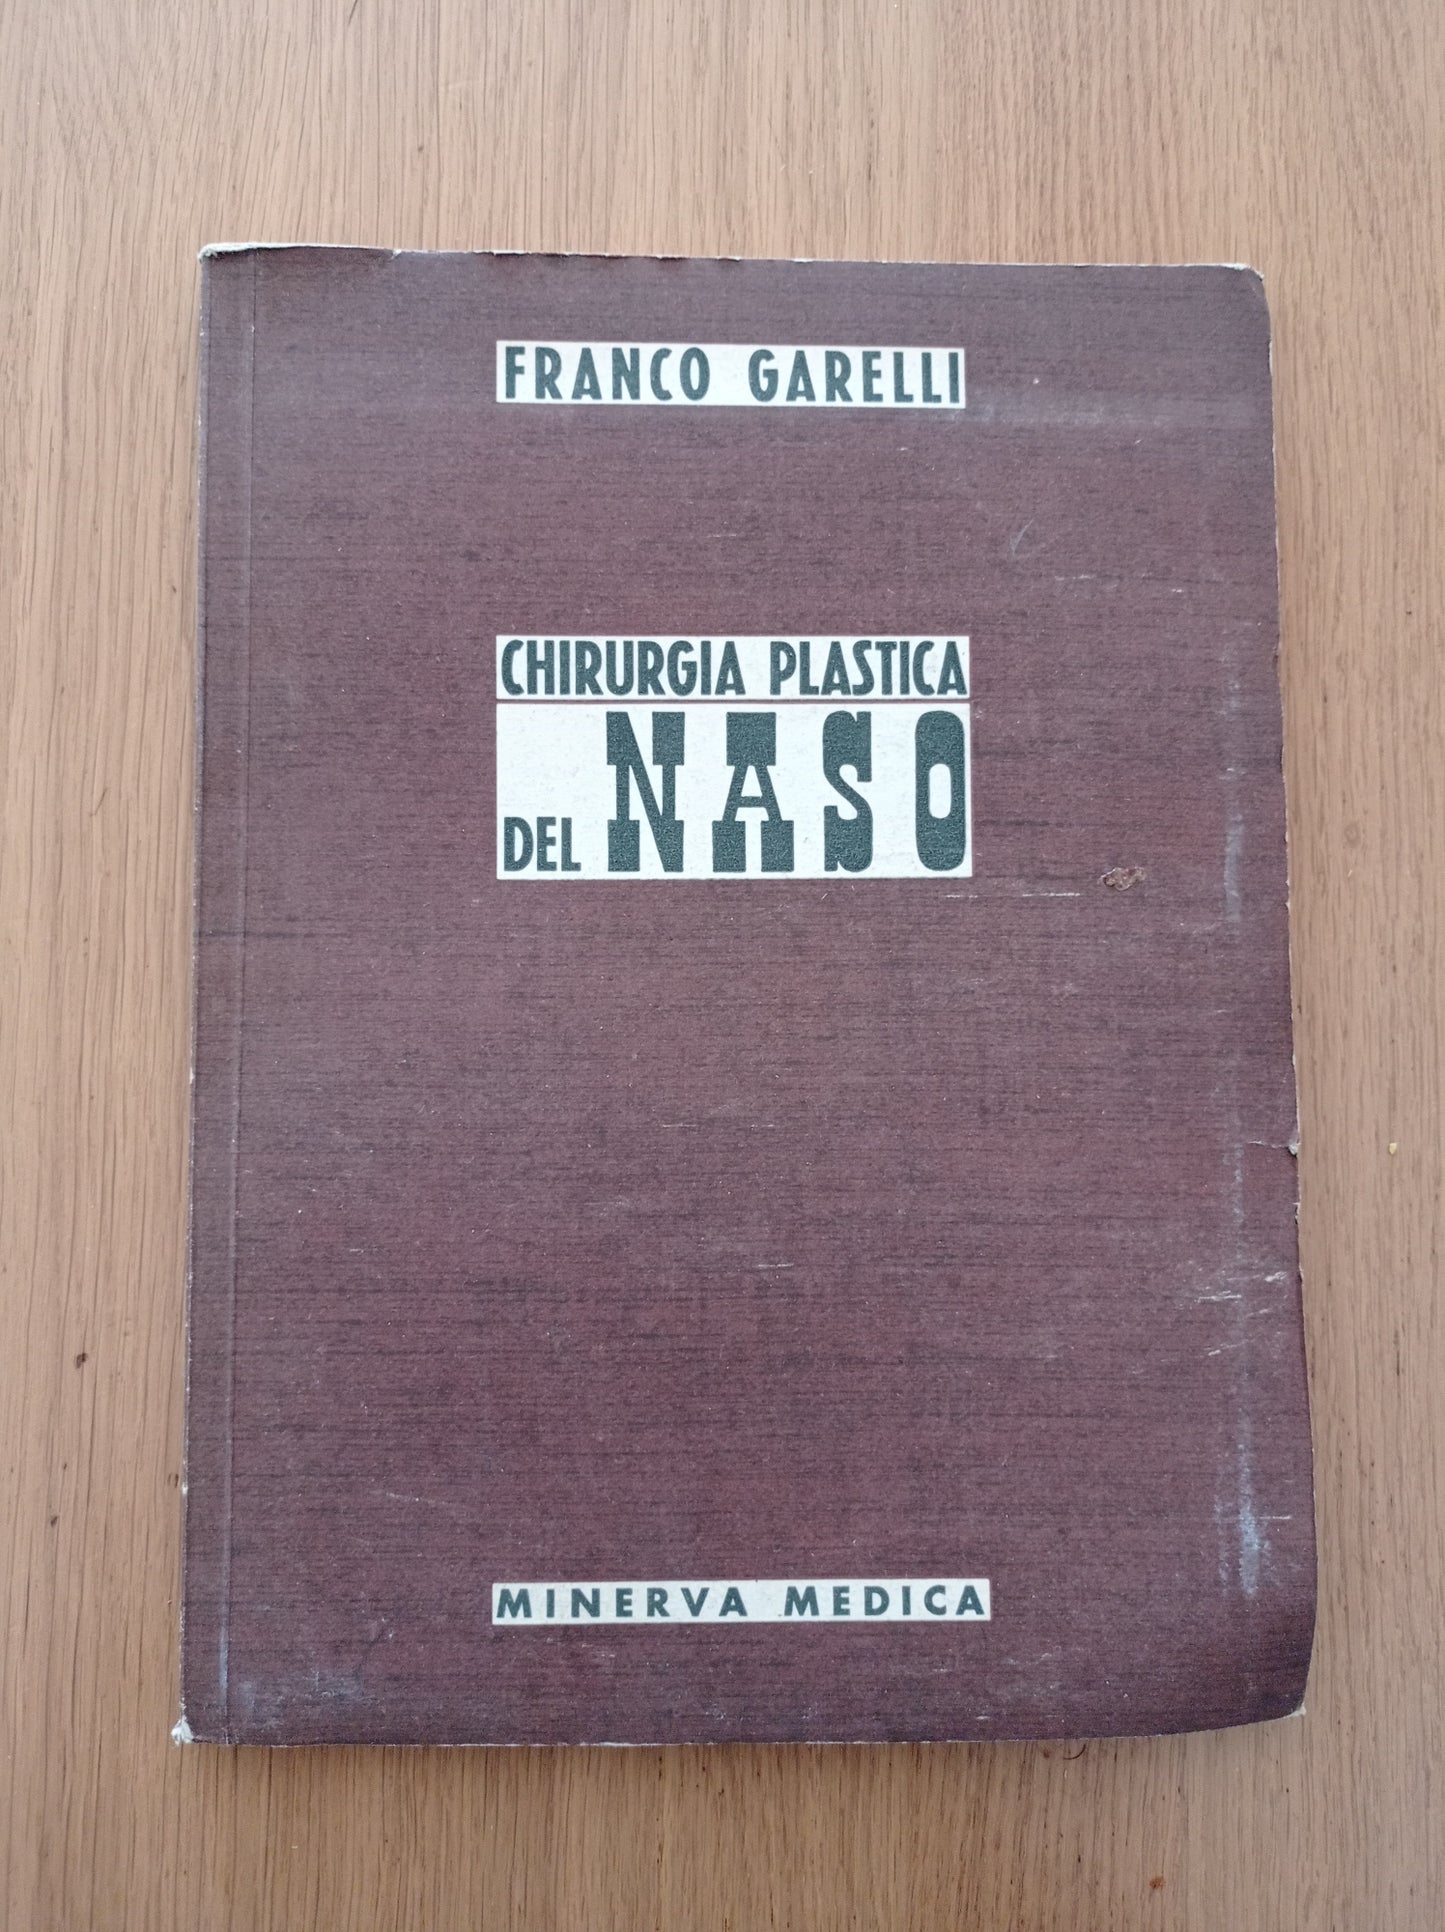 FRANCO GARELLI
CHIRURGIA PLASTICA
DEL NASO
MINERVA MEDICA